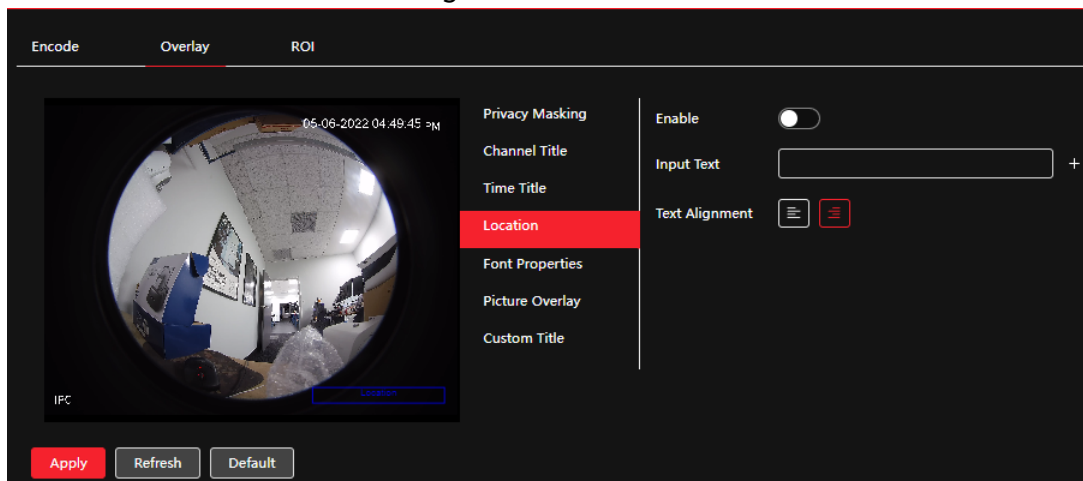 Encode Overlay ROI
05-06-2022 04:49:45 PM
IPC
Location
Privacy Masking
Channel Title
Time Title
Location
Font Properties
Picture Overlay
Custom Title
Enable
Input Text +
Text Alignment
Apply Refresh Default